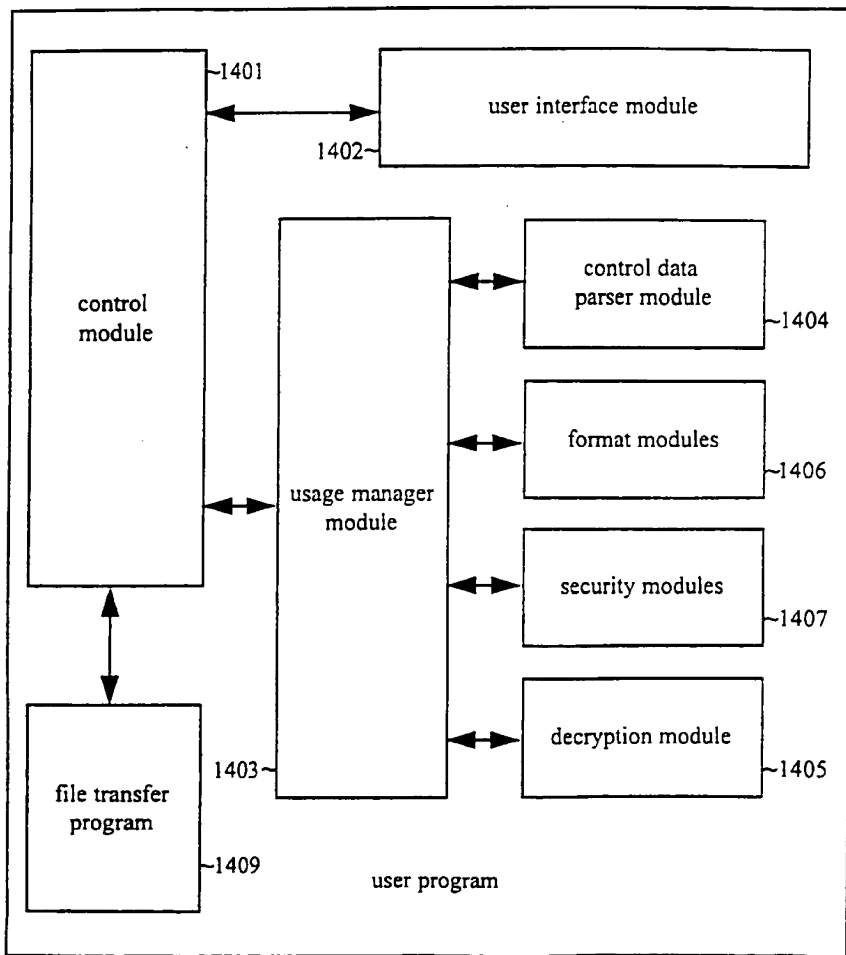 1401
user interface module
1402
control
module
control data
parser module
1404
format modules
1406
usage manager
module
security modules
1407
decryption module
1403
1405
file transfer
program
1409
user program